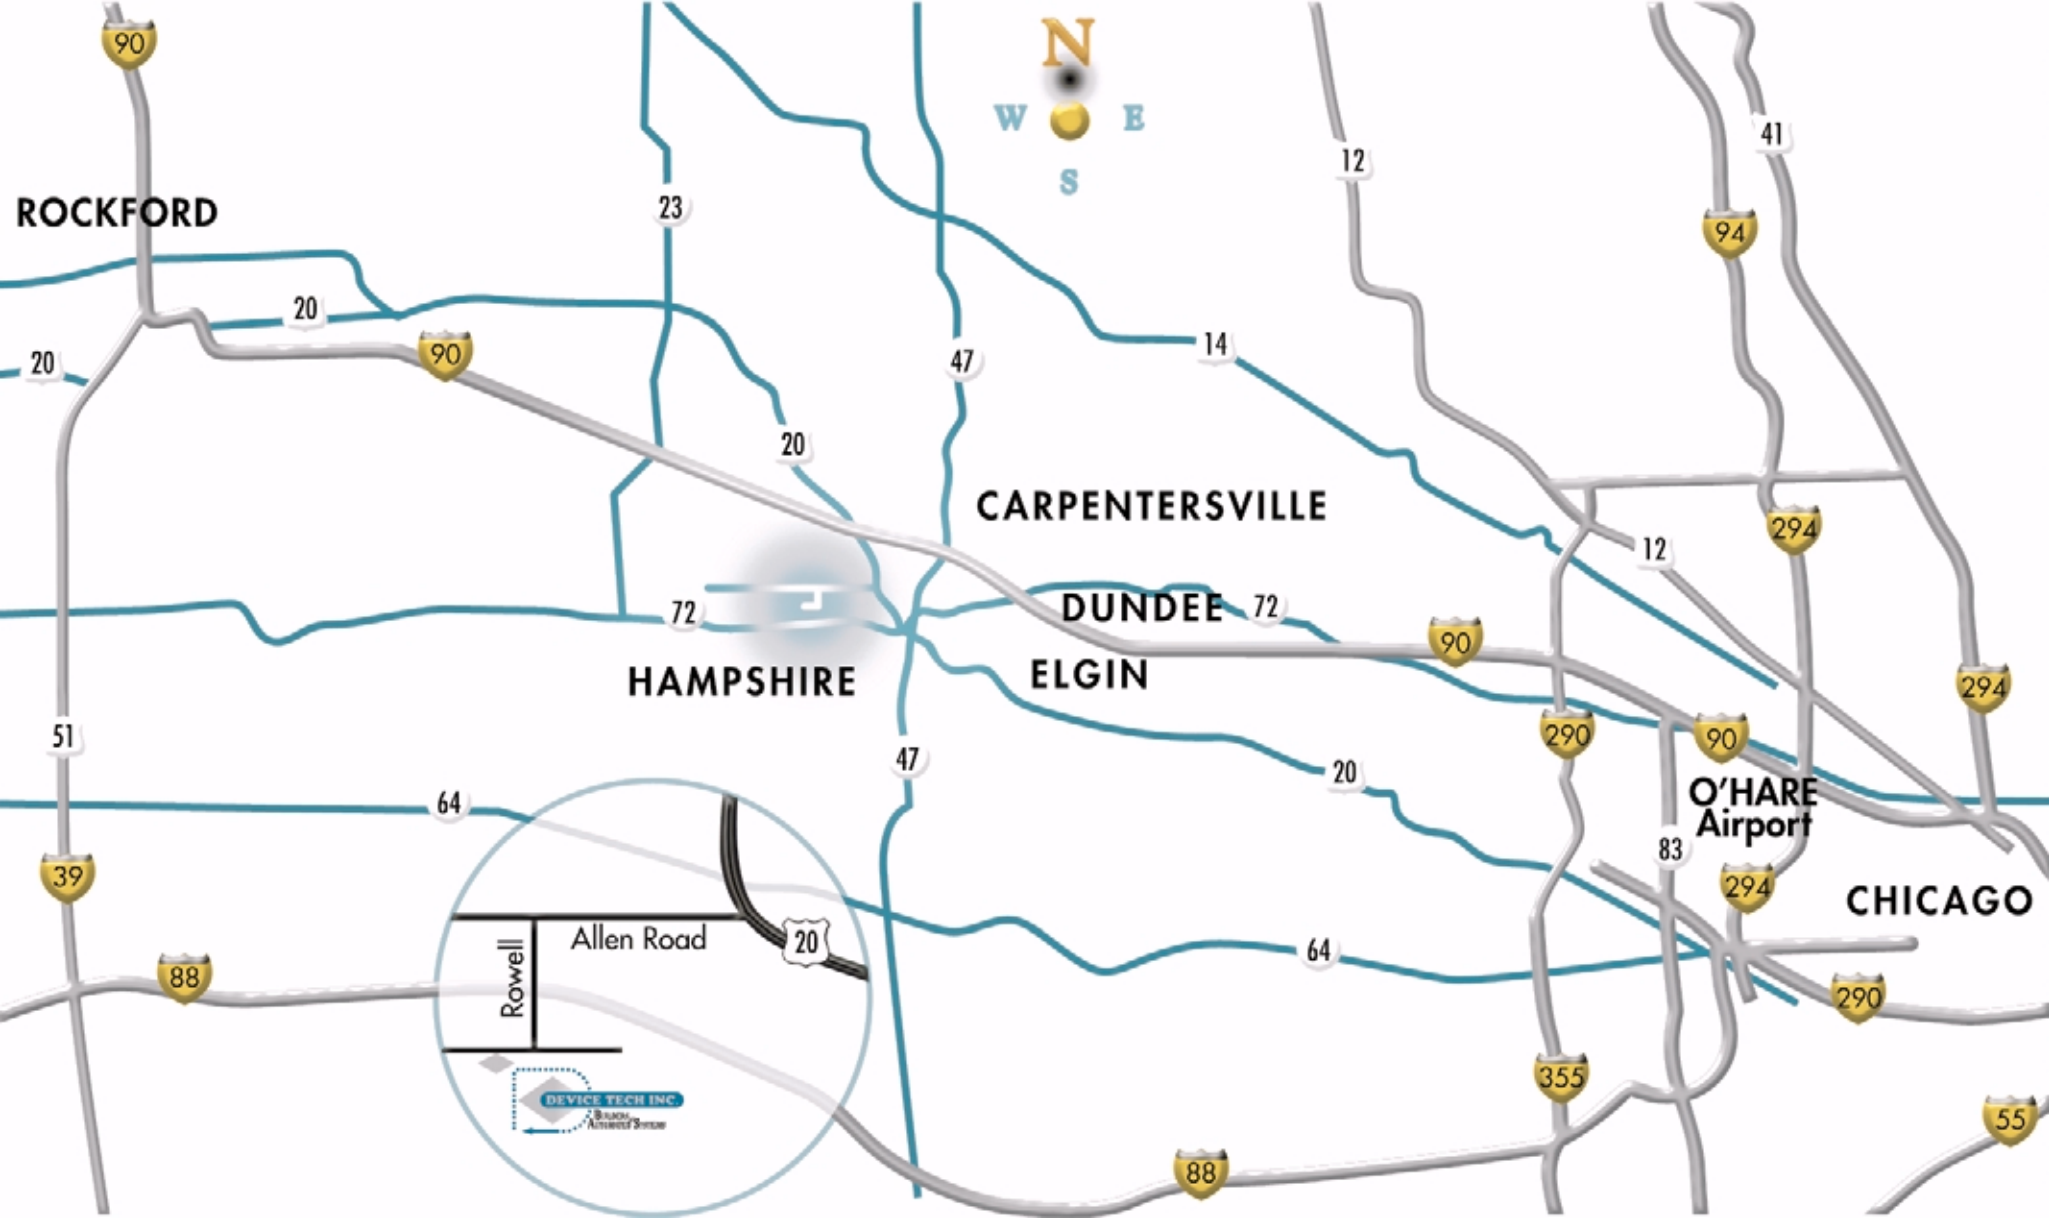 90
N
W
E
S
41
12
ROCKFORD
23
94
20
14
20
90
47
20
CARPENTERSVILLE
294
12
72
DUNDEE
72
90
HAMPSHIRE
ELGIN
294
51
290
90
47
20
64
O'HARE
Airport
83
39
294
CHICAGO
Allen Road
20
64
Rowell
88
290
355
DEVICE TECH INC.
55
88